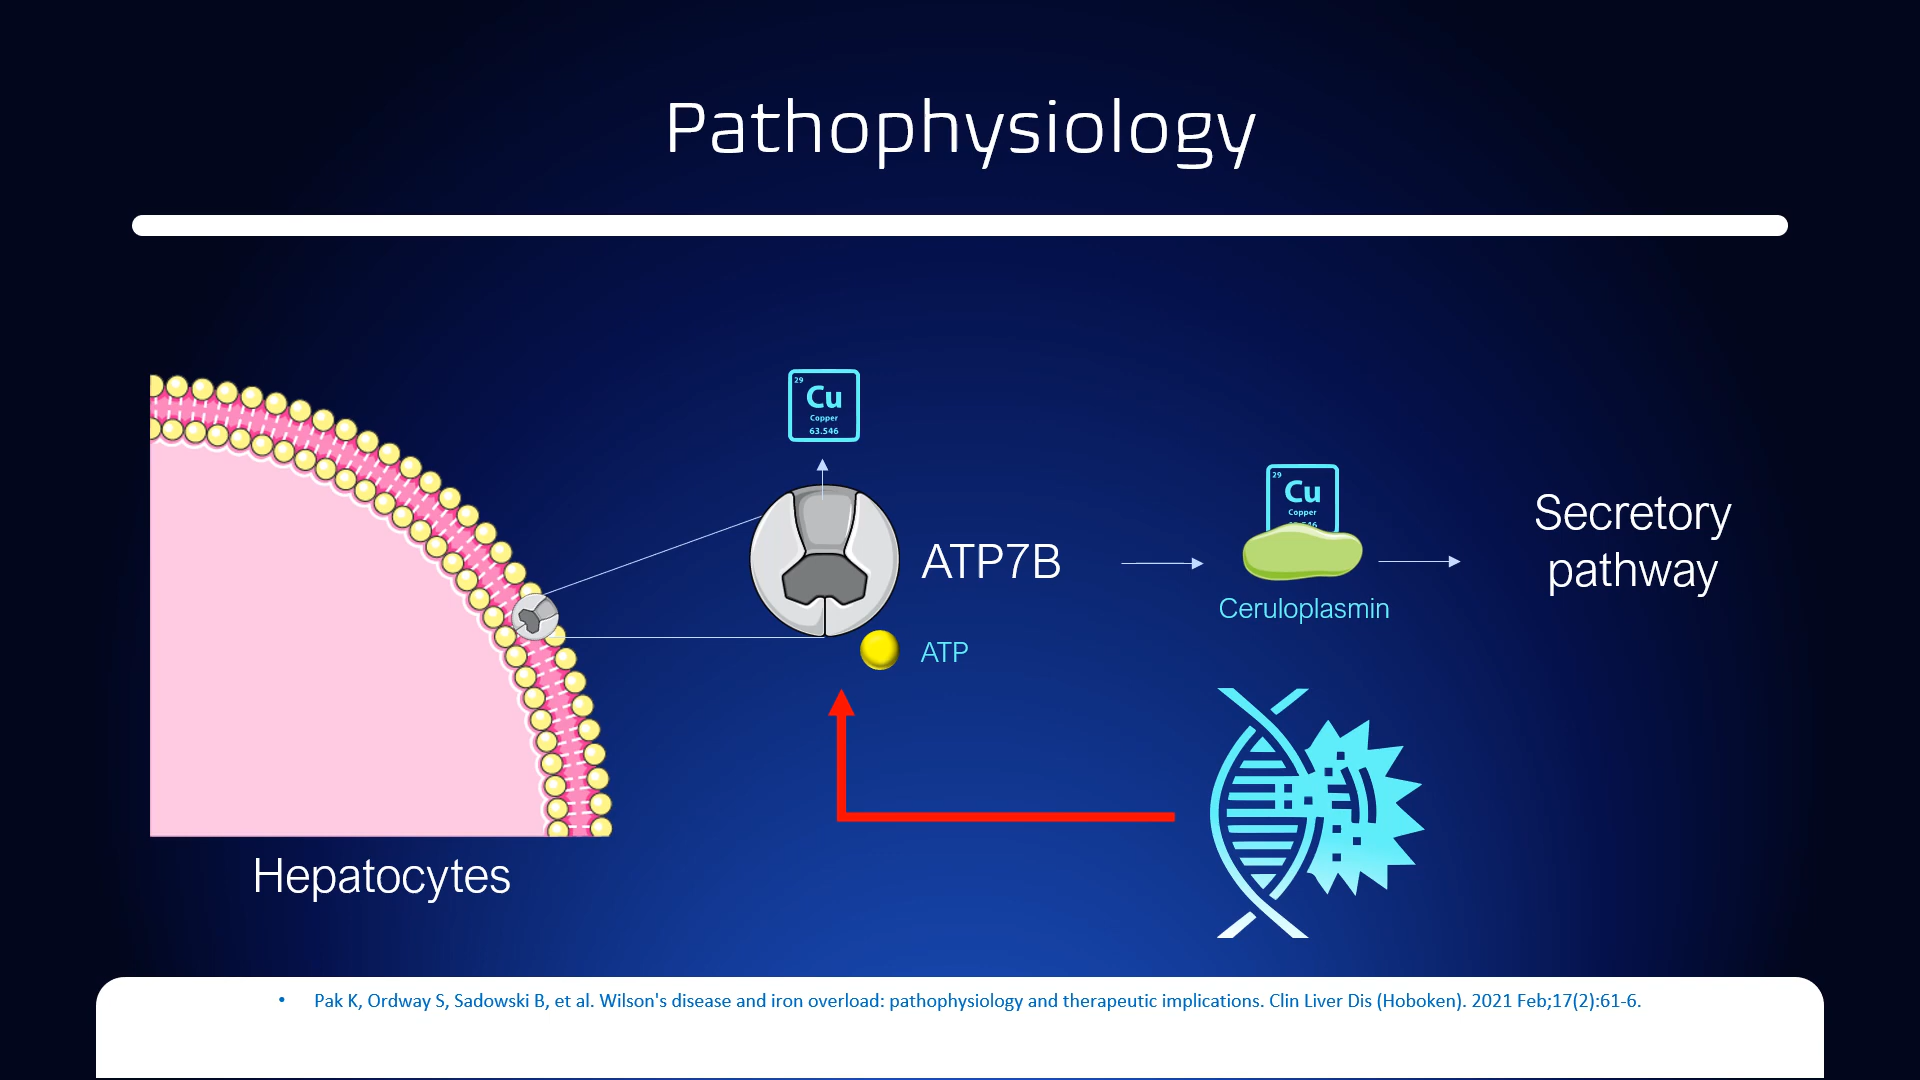 Pathophysiology
29
Cu
Copper
63.546
ATP7B
ATP
29
Cu
Copper
Ceruloplasmin
Secretory
pathway
Hepatocytes
• Pak K, Ordway S, Sadowski B, et al. Wilson's disease and iron overload: pathophysiology and therapeutic implications. Clin Liver Dis (Hoboken). 2021 Feb;17(2):61-6.